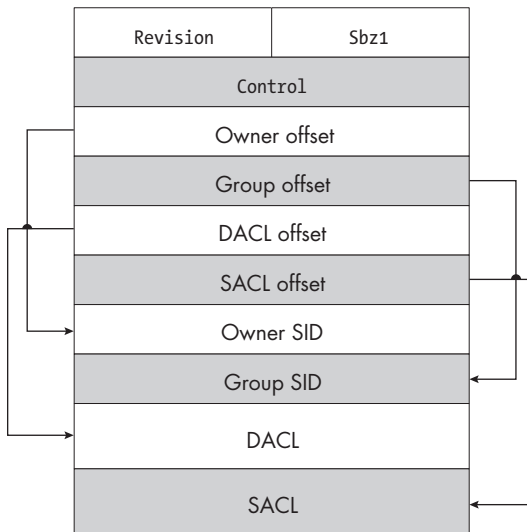 Revision Sbz1
Control
Owner offset
Group offset
DACL offset
SACL offset
Owner SID
Group SID
DACL
SACL